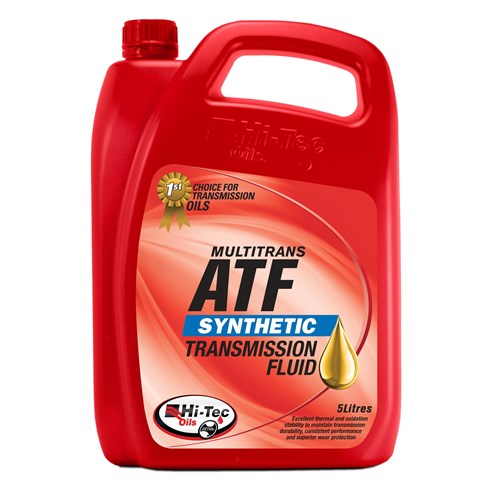 Hi-Tec
Oils
1st
CHOICE FOR
TRANSMISSION
OILS
MULTITRANS
ATF
SYNTHETIC
TRANSMISSION
FLUID
Hi-Tec
Oils
5Litres
Excellent thermal and oxidation
stability to maintain transmission
durability, consistent performance
and superior wear protection